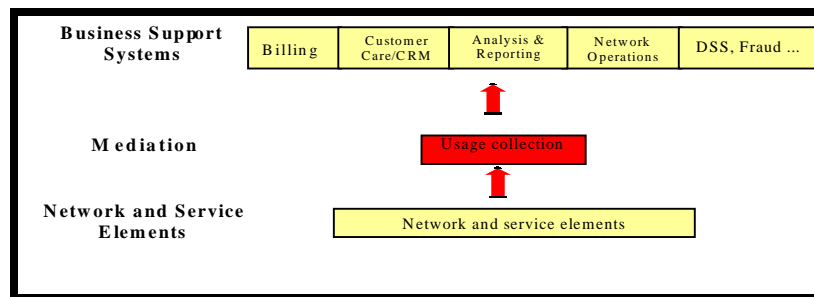 Business Support
Systems
Billing
Customer
Care/CRM
Analysis &
Reporting
Network
Operations
DSS, Fraud ...
Mediation
Usage collection
Network and Service
Elements
Network and service elements